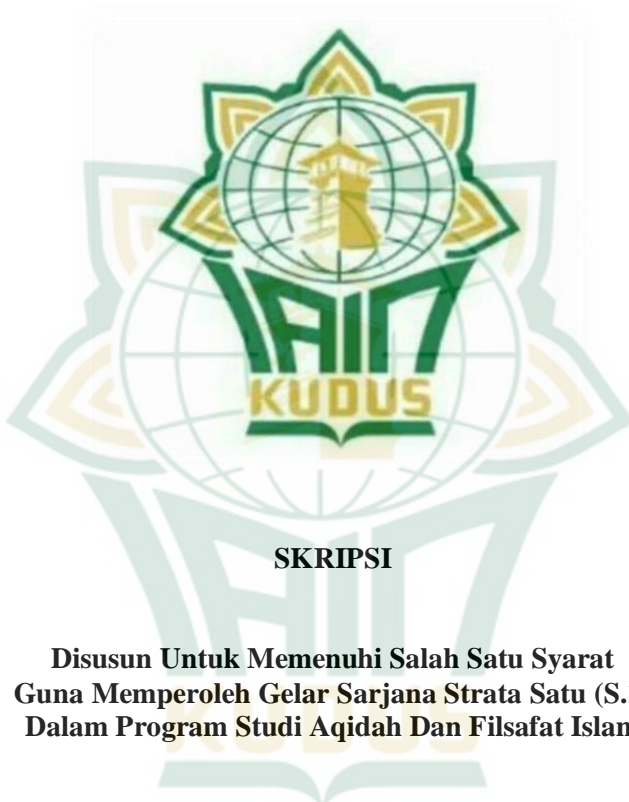 IAIN
KUDUS
SKRIPSI
Disusun Untuk Memenuhi Salah Satu Syarat
Guna Memperoleh Gelar Sarjana Strata Satu (S.
Dalam Program Studi Aqidah Dan Filsafat Islam